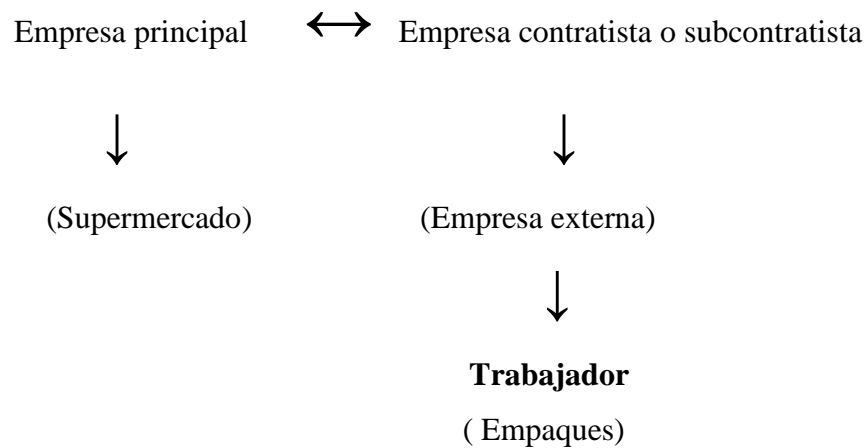 Empresa principal ↔ Empresa contratista o subcontratista
↓ ↓
(Supermercado) (Empresa externa)
↓
Trabajador
( Empaques)